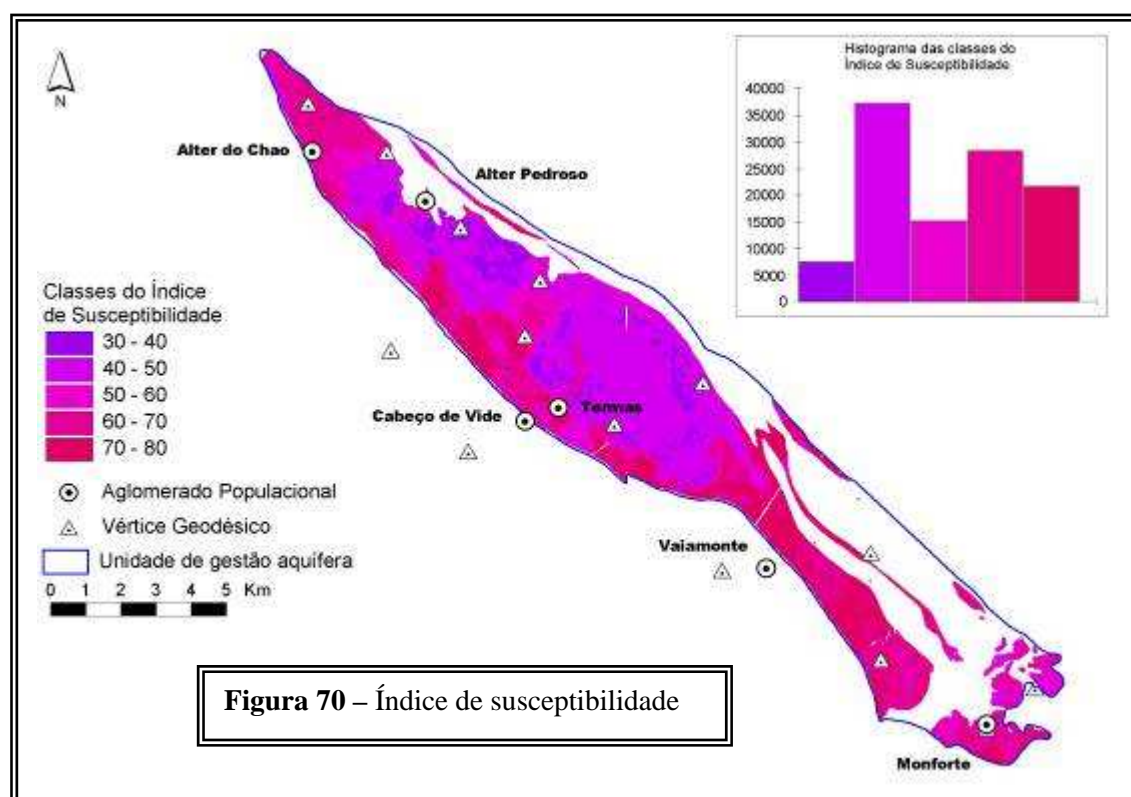 Histograma das classes do
Índice de Susceptibilidade
40000
35000
30000
25000
20000
15000
10000
5000
0
N
Alter do Chao
Alter Pedroso
Classes do Índice
de Susceptibilidade
30 - 40
40 - 50
50 - 60
60 - 70
70 - 80
Cabeço de Vide
Termas
Aglomerado Populacional
Vértice Geodésico
Unidade de gestão aquífera
0 1 2 3 4 5 Km
Vaiamonte
Monforte
Figura 70 – Índice de susceptibilidade